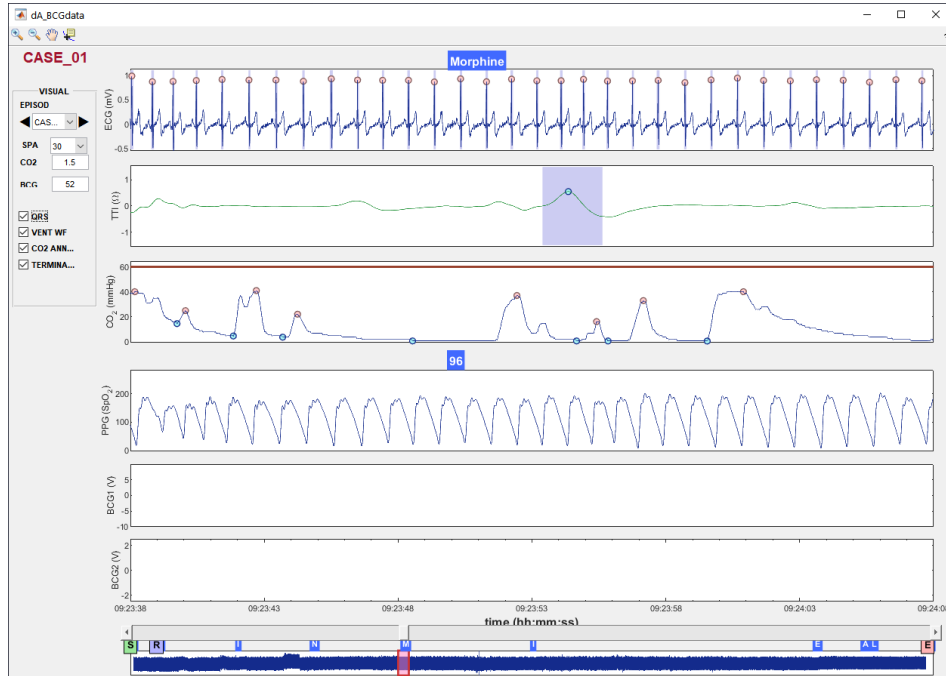 dA_BCGdata
CASE_01
Morphine
VISUAL
EPISOD
CAS...
SPA 30
CO2 1.5
BCG 52
QRS
VENT WF
CO2 ANN...
TERMINA...
ECG (mV)
1
0.5
0
-0.5
TTI (Ω)
1
0
-1
CO2 (mmHg)
60
40
20
0
96
PPG (SpO2)
200
100
0
BCG1 (V)
5
0
-5
-10
BCG2 (V)
2
0
-2
09:23:38 09:23:43 09:23:48 09:23:53 09:23:58 09:24:03 09:24:08
time (hh:mm:ss)
S R I N M I E A L E